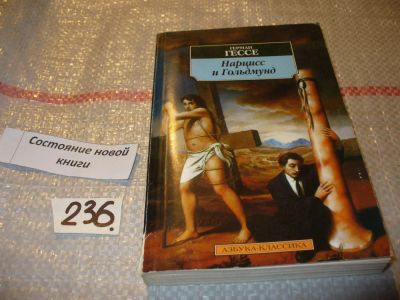 ГЕРМАН
ГЕССЕ
Нарцисс
и Гольдмунд
Состояние новой
книги
236.
АЗБУКА-КЛАССИКА